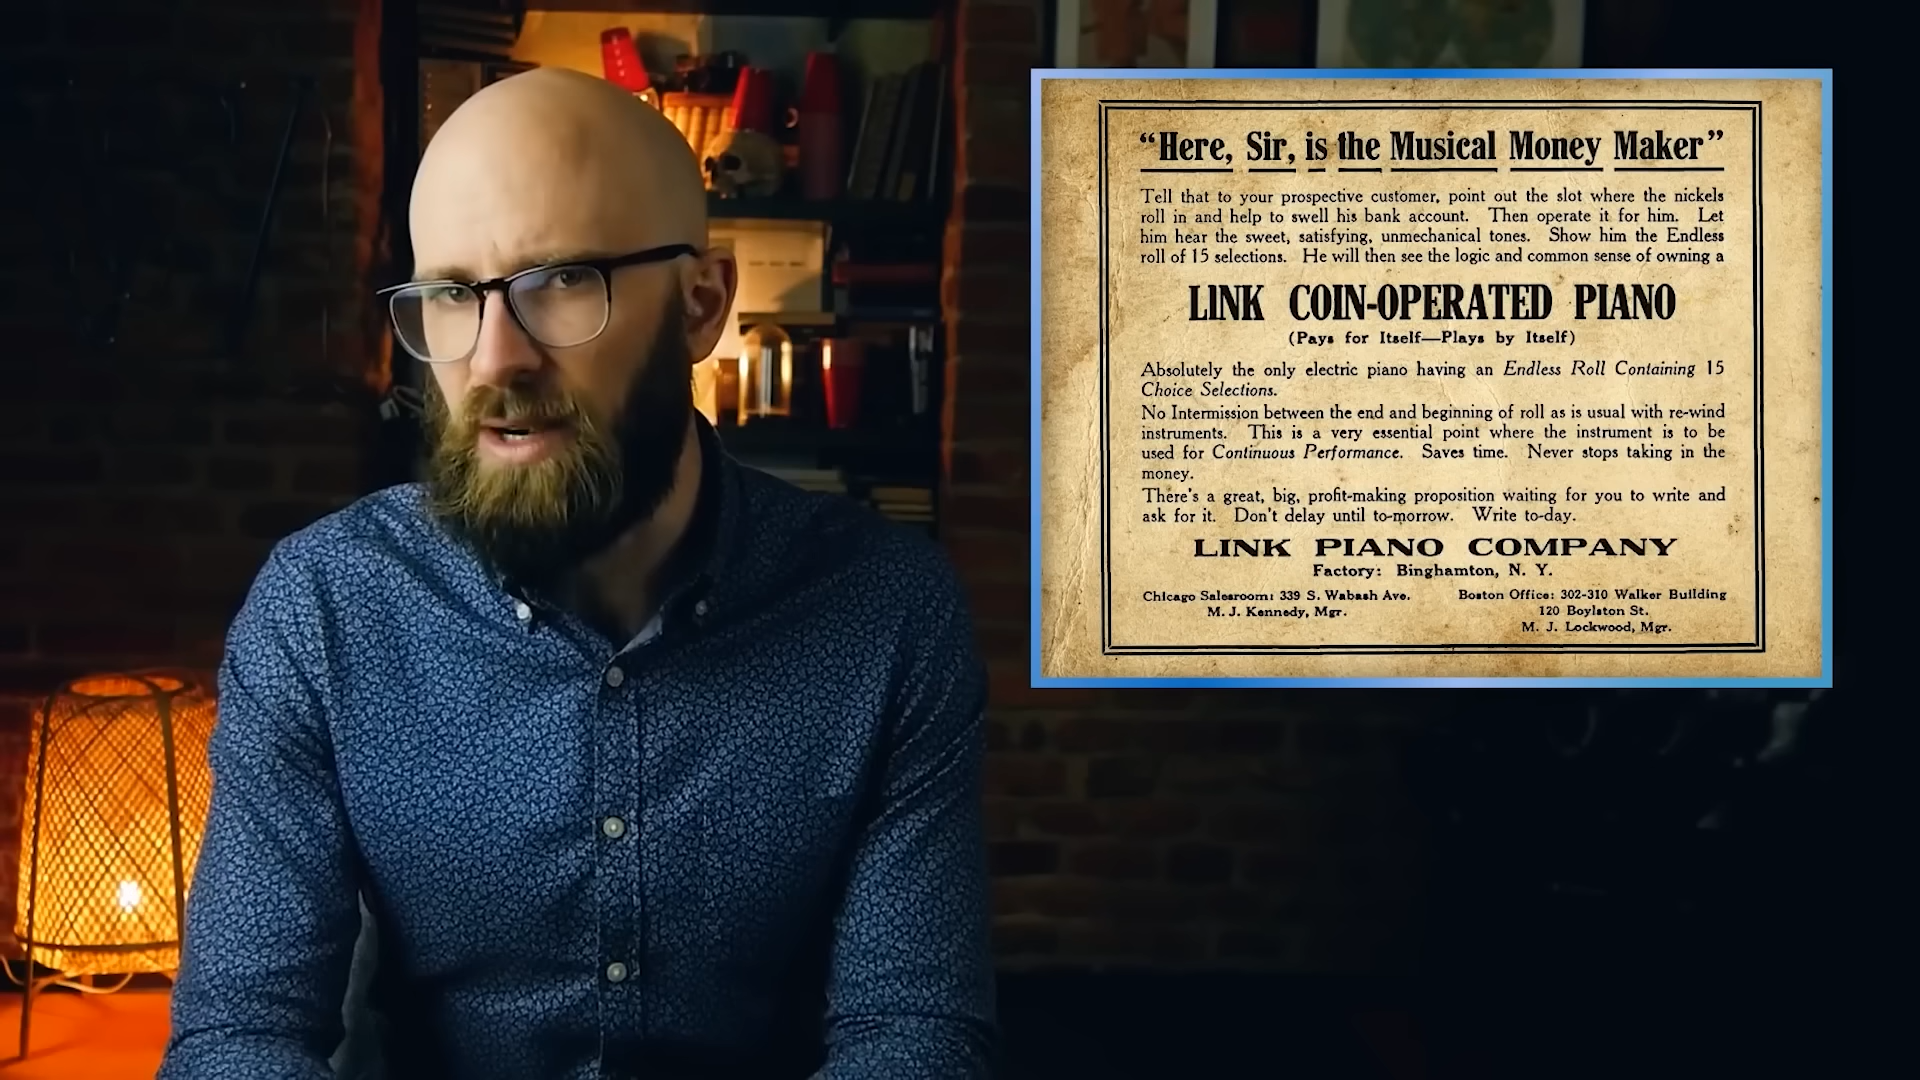 “Here, Sir, is the Musical Money Maker”
Tell that to your prospective customer, point out the slot where the nickels
roll in and help to swell his bank account. Then operate it for him. Let
him hear the sweet, satisfying, unmechanical tones. Show him the Endless
roll of 15 selections. He will then see the logic and common sense of owning a
LINK COIN-OPERATED PIANO
(Pays for Itself—Plays by Itself)
Absolutely the only electric piano having an Endless Roll Containing 15
Choice Selections.
No Intermission between the end and beginning of roll as is usual with re-wind
instruments. This is a very essential point where the instrument is to be
used for Continuous Performance. Saves time. Never stops taking in the
money.
There's a great, big, profit-making proposition waiting for you to write and
ask for it. Don't delay until to-morrow. Write to-day.
LINK PIANO COMPANY
Factory: Binghamton, N. Y.
Chicago Salesroom: 339 S. Wabash Ave.
M. J. Kennedy, Mgr.
Boston Office: 302-310 Walker Building
120 Boylston St.
M. J. Lockwood, Mgr.